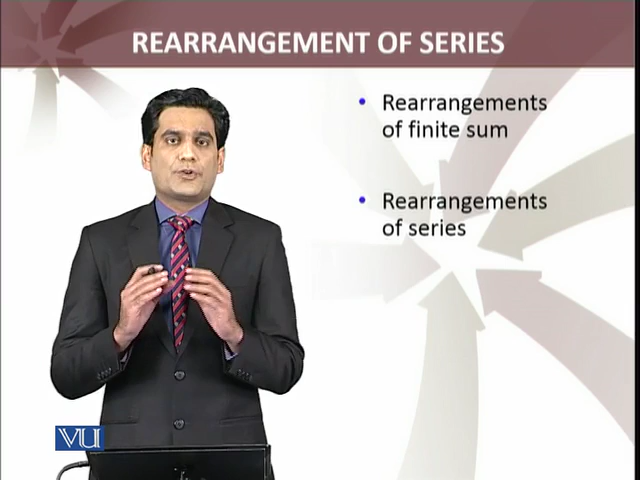 REARRANGEMENT OF SERIES
• Rearrangements
of finite sum
• Rearrangements
of series
VU